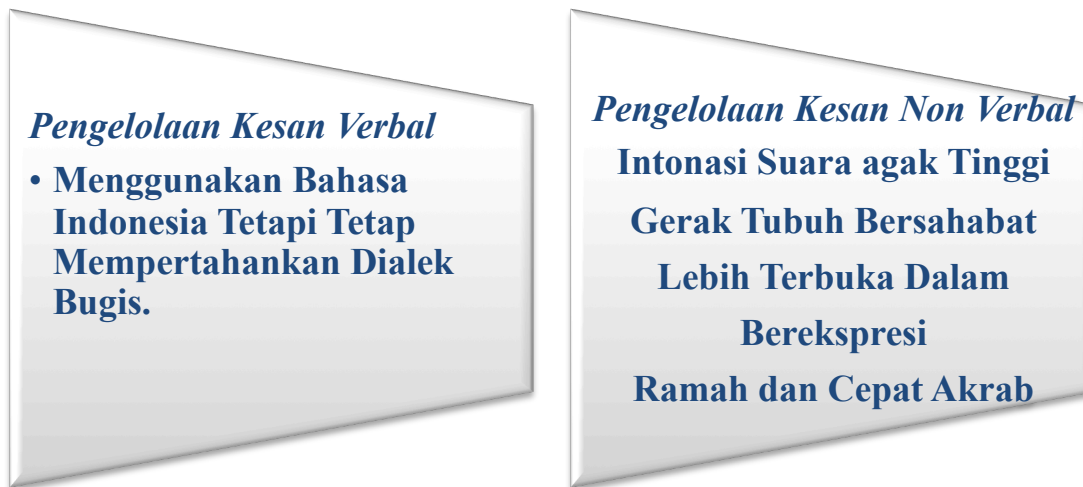 Pengelolaan Kesan Verbal
• Menggunakan Bahasa
Indonesia Tetapi Tetap
Mempertahankan Dialek
Bugis.
Pengelolaan Kesan Non Verbal
Intonasi Suara agak Tinggi
Gerak Tubuh Bersahabat
Lebih Terbuka Dalam
Berekspresi
Ramah dan Cepat Akrab